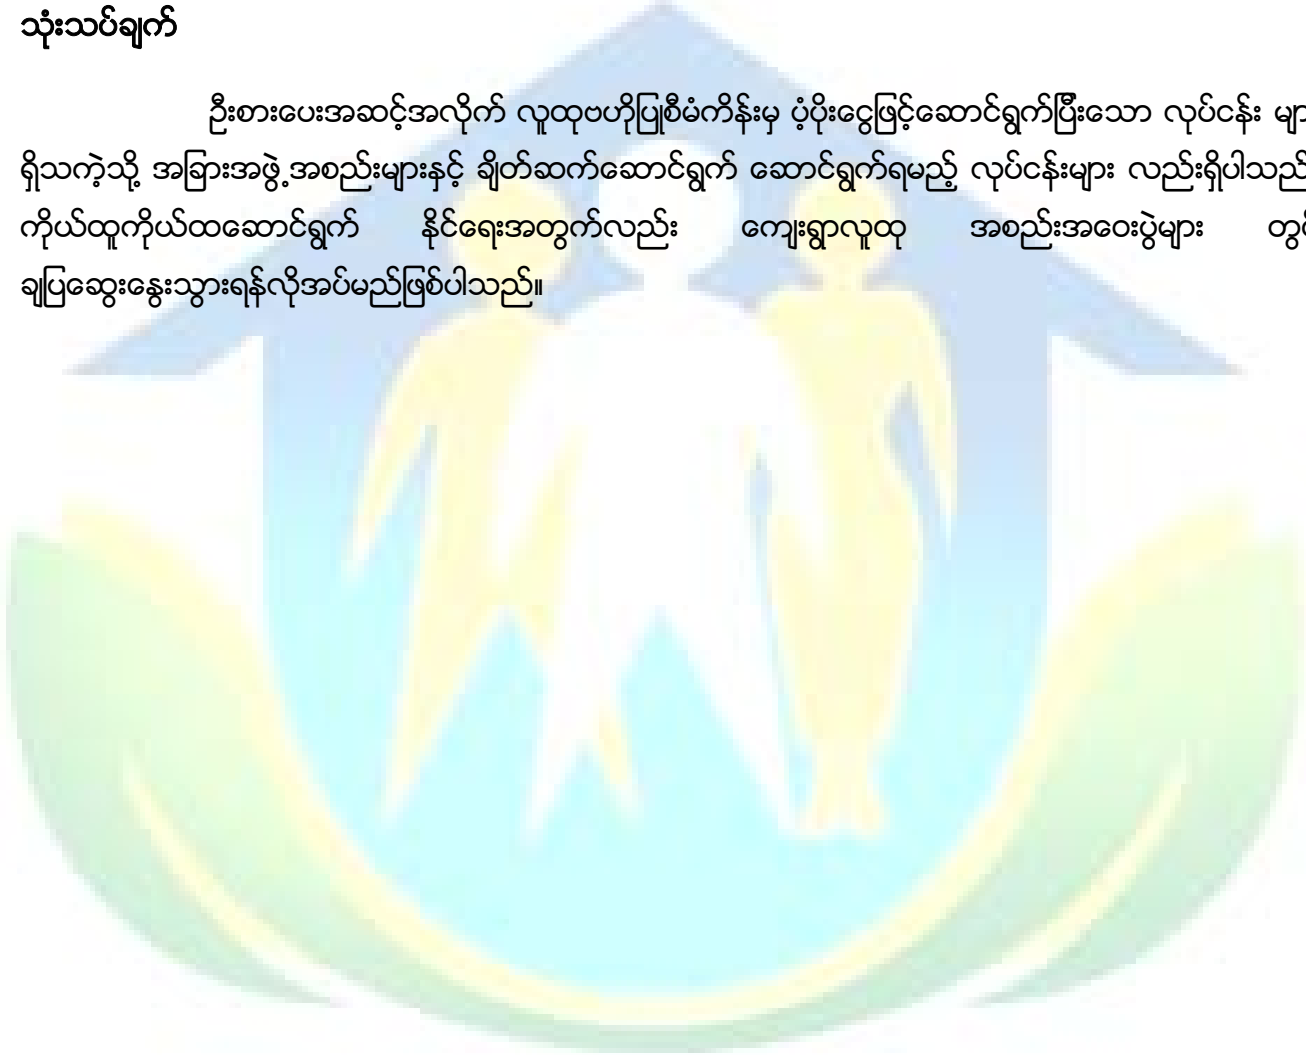 သုံးသပ်ချက်
ဦးစားပေးအဆင့်အလိုက် လူထုဗဟိုပြုစီမံကိန်းမှ ပံ့ပိုးငွေဖြင့်ဆောင်ရွက်ပြီးသော လုပ်ငန်း
ရှိသကဲ့သို့ အခြားအဖွဲ့အစည်းများနှင့် ချိတ်ဆက်ဆောင်ရွက် ဆောင်ရွက်ရမည့် လုပ်ငန်းများ လည်းရှိပါသည်
ကိုယ်ထူကိုယ်ထဆောင်ရွက် နိုင်ရေးအတွက်လည်း ကျေးရွာလူထု အစည်းအဝေးပွဲများ
ချပြဆွေးနွေးသွားရန်လိုအပ်မည်ဖြစ်ပါသည်။